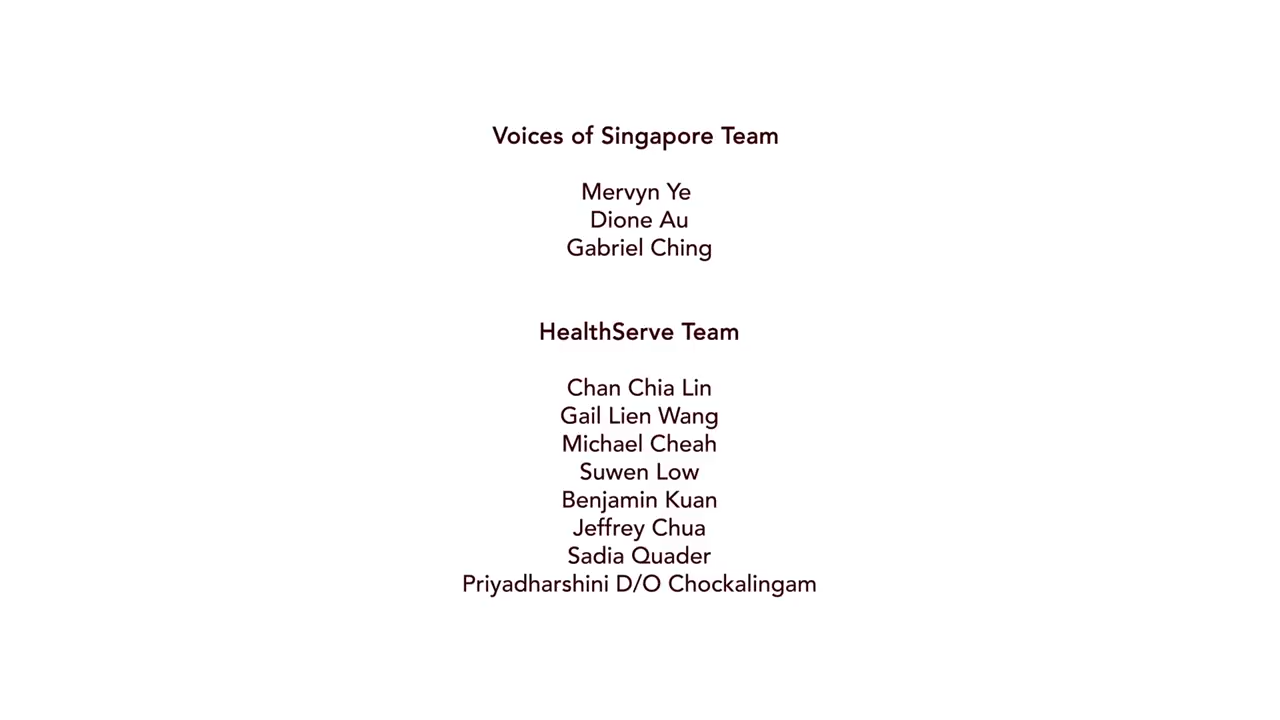 Voices of Singapore Team
Mervyn Ye
Dione Au
Gabriel Ching
HealthServe Team
Chan Chia Lin
Gail Lien Wang
Michael Cheah
Suwen Low
Benjamin Kuan
Jeffrey Chua
Sadia Quader
Priyadharshini D/O Chockalingam